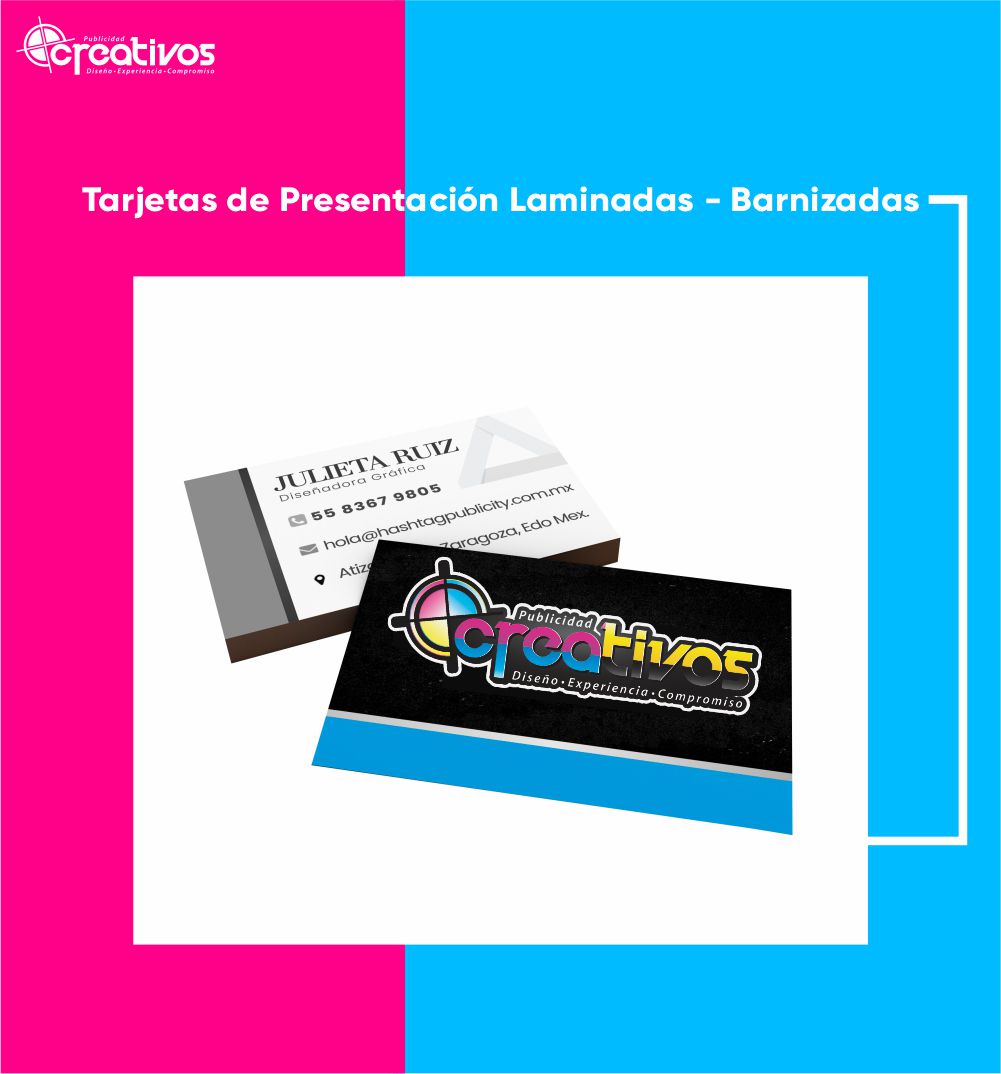 Publicidad
creativos
Diseño • Experiencia • Compromiso
Tarjetas de Presentación Laminadas - Barnizadas
JULIETA RUIZ
Diseñadora Gráfica
55 8367 9805
hola@hashtagpublicity.com.mx
Zaragoza, Edo Mex.
Publicidad
creativos
Diseño • Experiencia • Compromiso